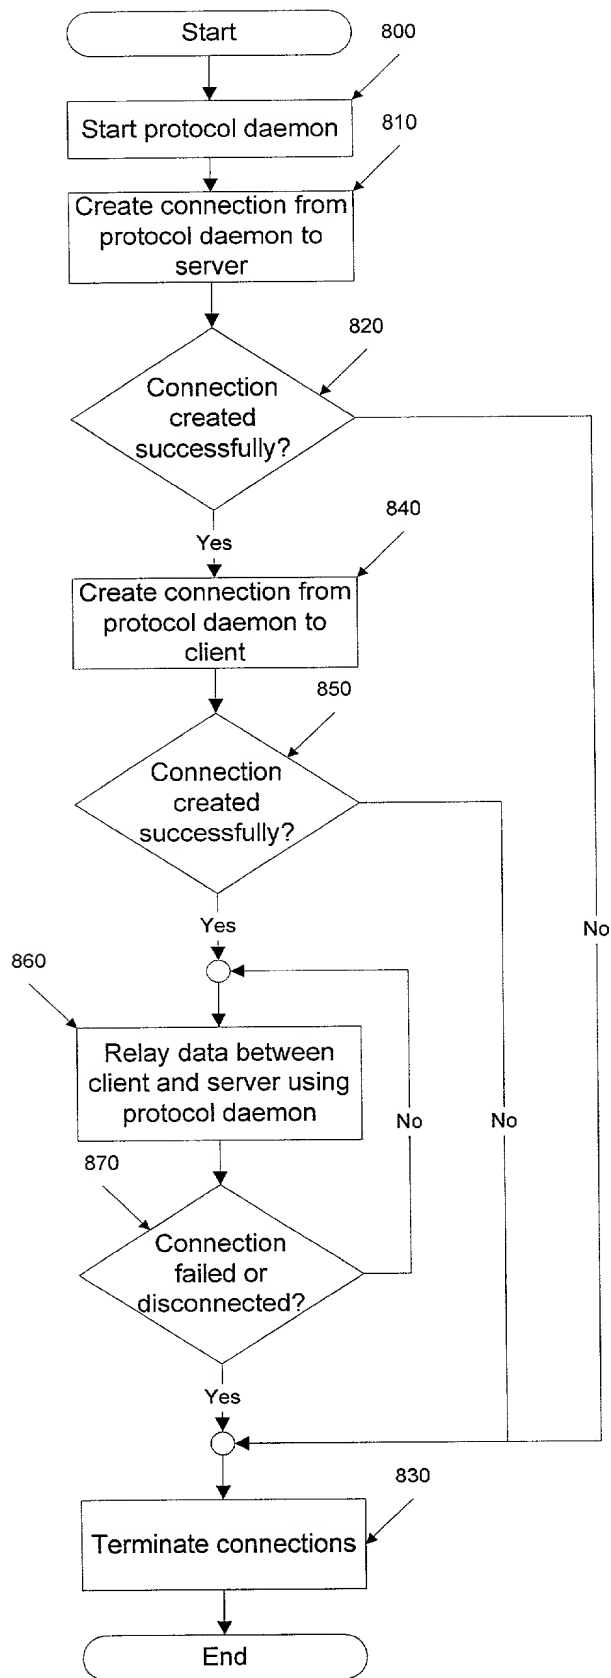 Start
800
Start protocol daemon
810
Create connection from
protocol daemon to
server
820
Connection
created
successfully?
Yes
840
Create connection from
protocol daemon to
client
850
Connection
created
successfully?
Yes
No
860
Relay data between
client and server using
protocol daemon
No
No
870
Connection
failed or
disconnected?
Yes
830
Terminate connections
End